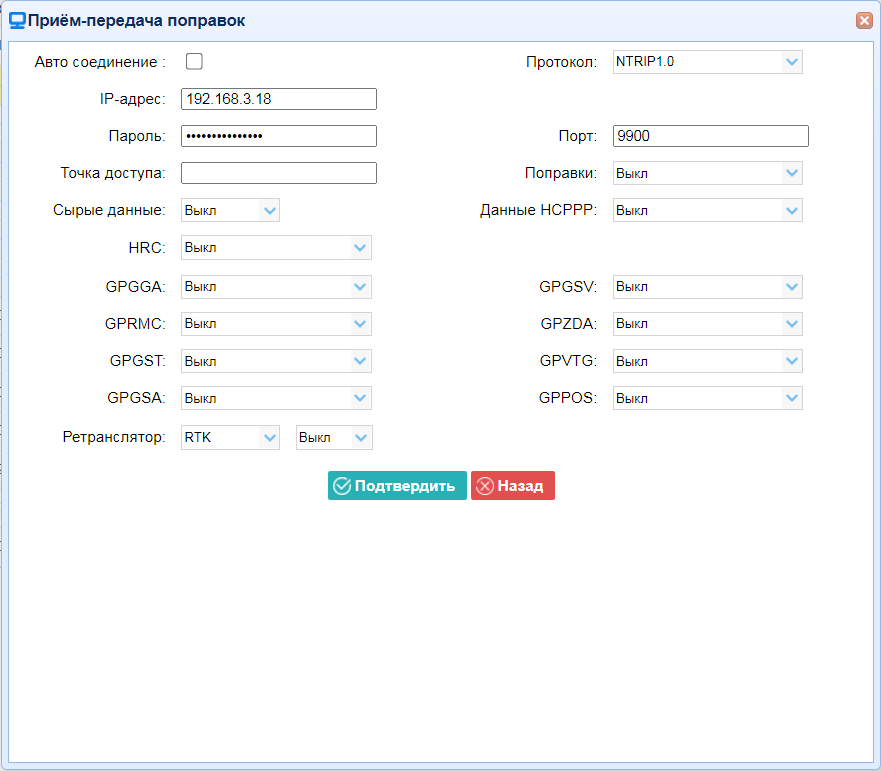 Приём-передача поправок
Авто соединение : Протокол: NTRIP1.0
IP-адрес: 192.168.3.18
Пароль: ••••••••••••••• Порт: 9900
Точка доступа: Поправки: Выкл
Сырые данные: Выкл Данные HCPPP: Выкл
HRC: Выкл
GPGGA: Выкл GPGSV: Выкл
GPRMC: Выкл GPZDA: Выкл
GPGST: Выкл GPVTG: Выкл
GPGSA: Выкл GPPOS: Выкл
Ретранслятор: RTK Выкл
Подтвердить Назад